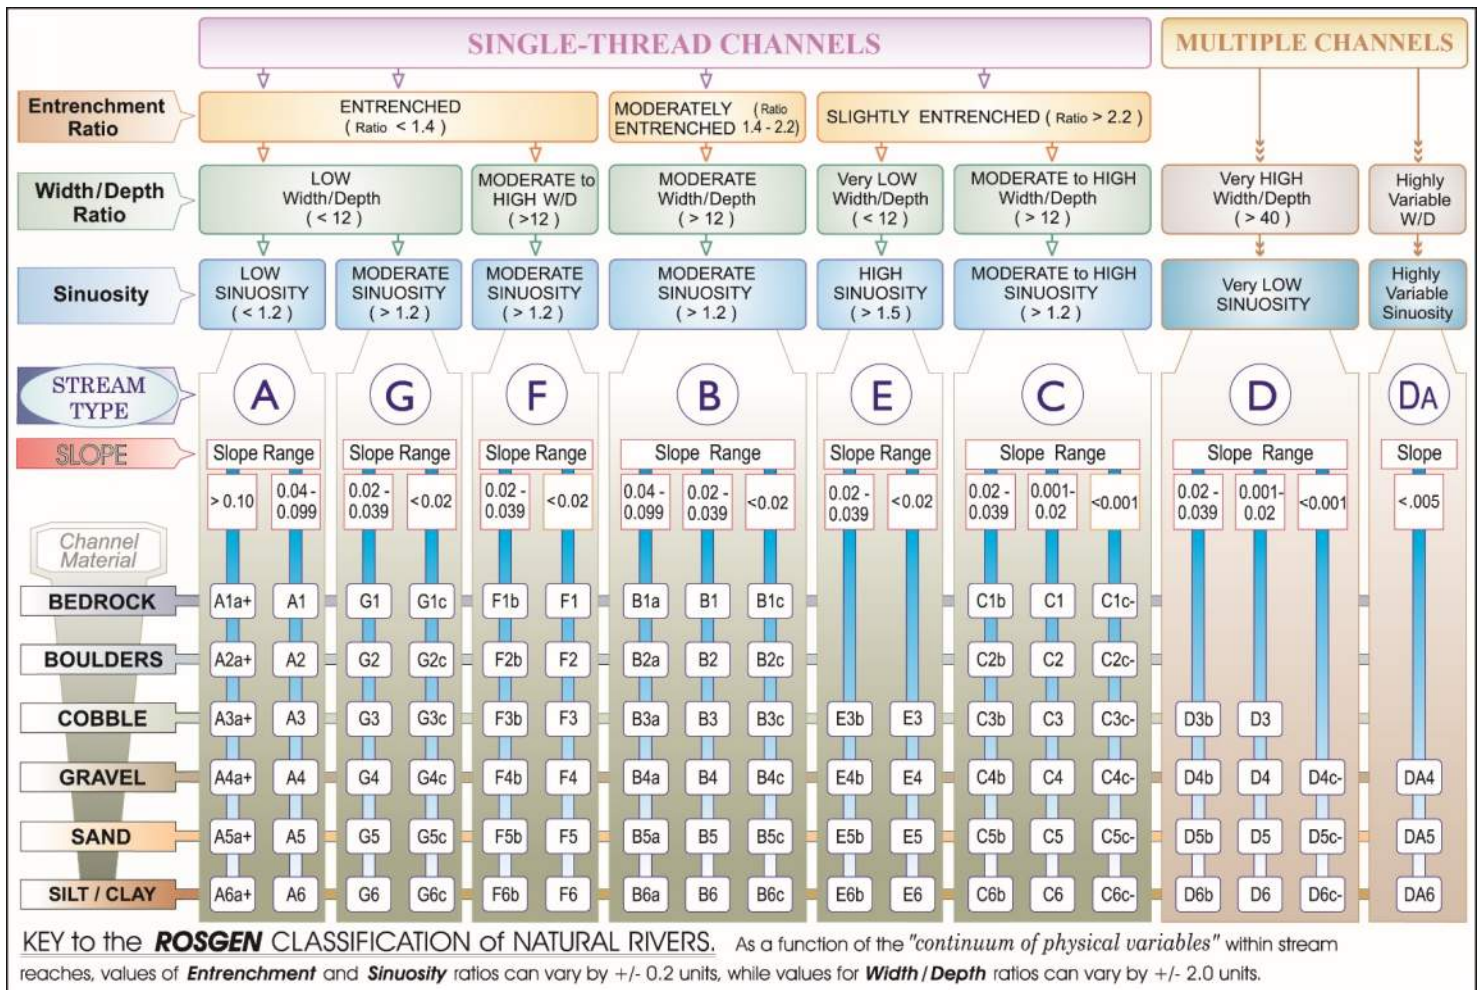 SINGLE-THREAD CHANNELS
MULTIPLE CHANNELS
Entrenchment
Ratio
ENTRENCHED
( Ratio < 1.4 )
MODERATELY ( Ratio
ENTRENCHED 1.4 - 2.2)
SLIGHTLY ENTRENCHED ( Ratio > 2.2 )
Width/Depth
Ratio
LOW
Width/Depth
( < 12 )
MODERATE to
HIGH W/D
( >12 )
MODERATE
Width/Depth
( > 12 )
Very LOW
Width/Depth
( <12 )
MODERATE to HIGH
Width/Depth
( >12 )
Very HIGH
Width/Depth
( > 40 )
Highly
Variable
W/D
Sinuosity
LOW
SINUOSITY
( <1.2 )
MODERATE
SINUOSITY
( >1.2 )
MODERATE
SINUOSITY
( >1.2 )
MODERATE
SINUOSITY
( >1.2 )
HIGH
SINUOSITY
( > 1.5 )
MODERATE to HIGH
SINUOSITY
( >1.2 )
Very LOW
SINUOSITY
Highly
Variable
Sinuosity
STREAM
TYPE
A G F B E C D DA
SLOPE
Slope Range Slope Range Slope Range Slope Range Slope Range Slope Range Slope Range Slope
> 0.10
0.04 -
0.099
0.02 -
0.039
<0.02
0.02 -
0.039
<0.02
0.04 -
0.099
0.02 -
0.039
<0.02
0.02 -
0.039
<0.02
0.02 -
0.039
0.001-
0.02
<0.001
0.02 -
0.039
0.001-
0.02
<0.001
<.005
Channel
Material
BEDROCK A1a+ A1 G1 G1c F1b F1 B1a B1 B1c C1b C1 C1c-
BOULDERS A2a+ A2 G2 G2c F2b F2 B2a B2 B2c C2b C2 C2c-
COBBLE A3a+ A3 G3 G3c F3b F3 B3a B3 B3c E3b E3 C3b C3 C3c- D3b D3
GRAVEL A4a+ A4 G4 G4c F4b F4 B4a B4 B4c E4b E4 C4b C4 C4c- D4b D4 D4c- DA4
SAND A5a+ A5 G5 G5c F5b F5 B5a B5 B5c E5b E5 C5b C5 C5c- D5b D5 D5c- DA5
SILT / CLAY A6a+ A6 G6 G6c F6b F6 B6a B6 B6c E6b E6 C6b C6 C6c- D6b D6 D6c- DA6
KEY to the ROSGEN CLASSIFICATION of NATURAL RIVERS. As a function of the "continuum of physical variables" within stream
reaches, values of Entrenchment and Sinuosity ratios can vary by +/- 0.2 units, while values for Width / Depth ratios can vary by +/- 2.0 units.